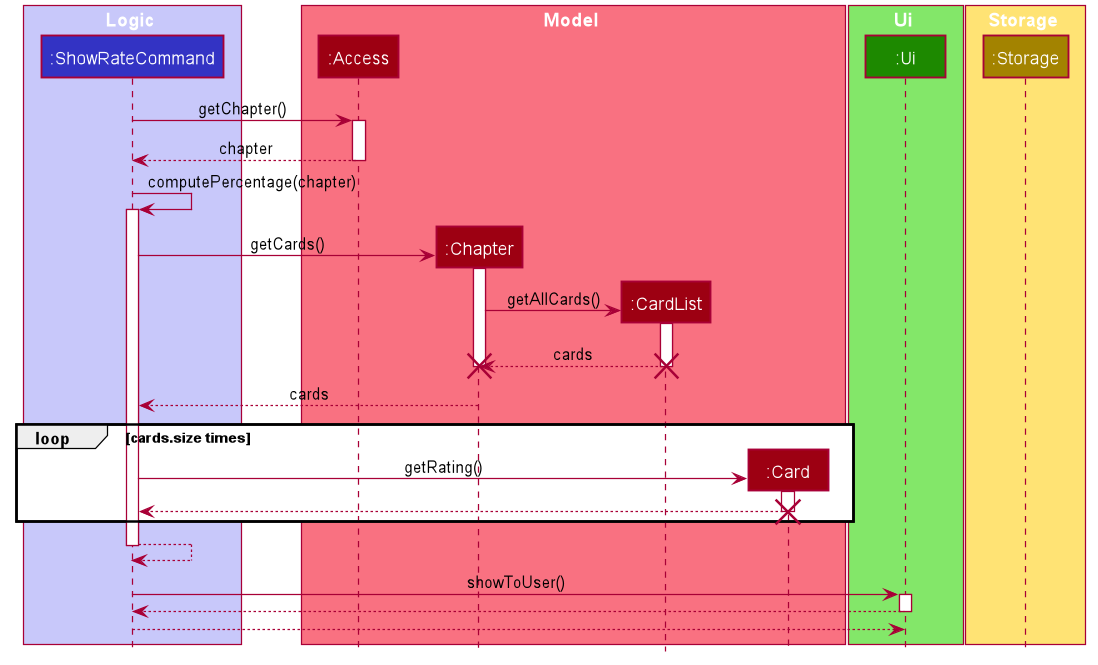 Logic
Model
Ui
Storage
:ShowRateCommand
:Access
:Ui
:Storage
getChapter()
chapter
computePercentage(chapter)
getCards()
:Chapter
getAllCards()
:CardList
cards
cards
loop
[cards.size times]
getRating()
:Card
showToUser()